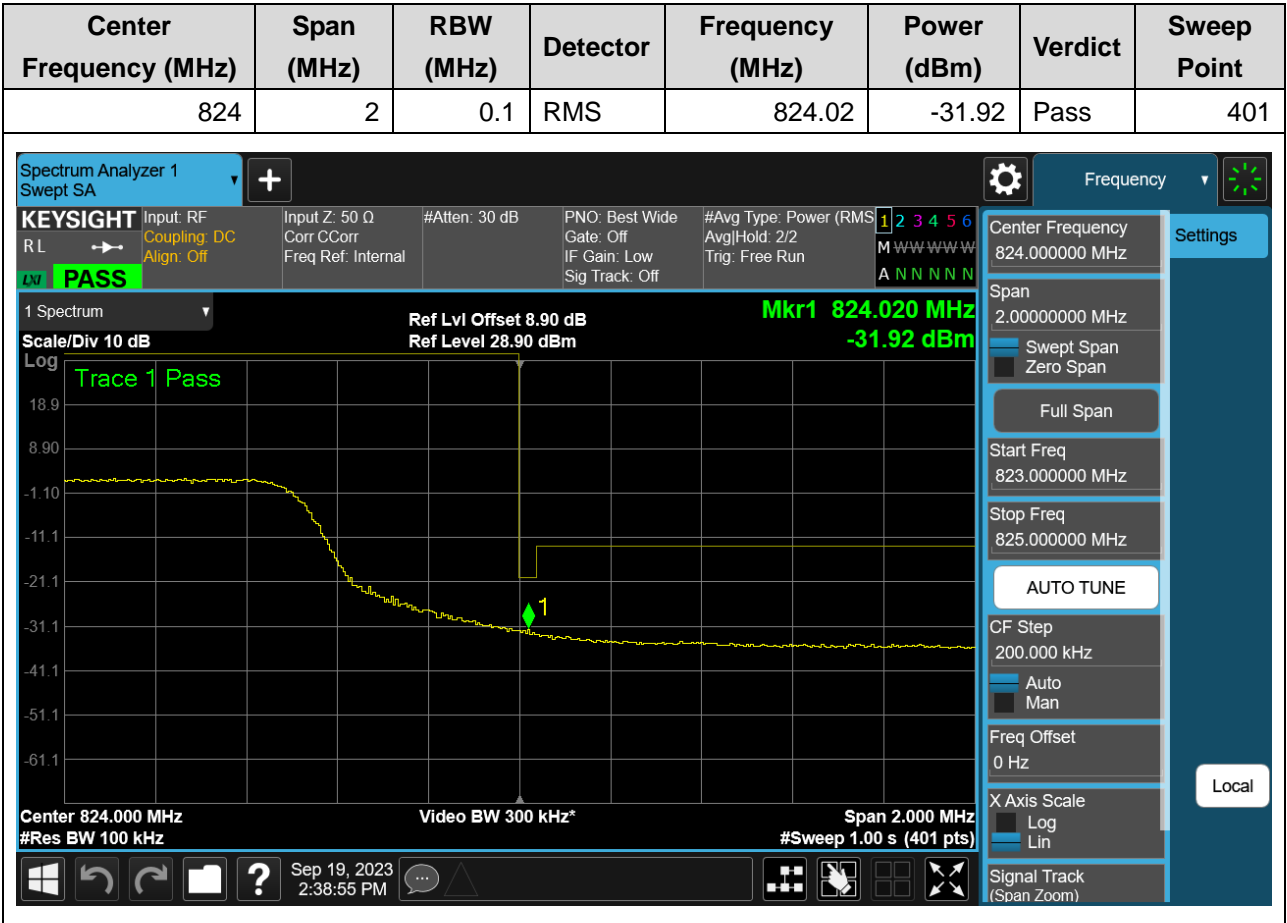 Center Frequency (MHz) Span (MHz) RBW (MHz) Detector Frequency (MHz) Power (dBm) Verdict Sweep Point
824 2 0.1 RMS 824.02 -31.92 Pass 401
Spectrum Analyzer 1
Swept SA
Frequency
KEYSIGHT
R L
LXI PASS
Input: RF
Coupling: DC
Align: Off
Input Z: 50 Ω
Corr CCorr
Freq Ref: Internal
#Atten: 30 dB
PNO: Best Wide
Gate: Off
IF Gain: Low
Sig Track: Off
#Avg Type: Power (RMS
Avg|Hold: 2/2
Trig: Free Run
1 2 3 4 5 6
M W W W W W
A N N N N N
1 Spectrum
Scale/Div 10 dB
Ref Lvl Offset 8.90 dB
Ref Level 28.90 dBm
Mkr1 824.020 MHz
-31.92 dBm
Log
Trace 1 Pass
18.9
8.90
-1.10
-11.1
-21.1
-31.1
-41.1
-51.1
-61.1
1
Center 824.000 MHz
#Res BW 100 kHz
Video BW 300 kHz*
Span 2.000 MHz
#Sweep 1.00 s (401 pts)
Center Frequency
824.000000 MHz
Span
2.00000000 MHz
Swept Span
Zero Span
Full Span
Start Freq
823.000000 MHz
Stop Freq
825.000000 MHz
AUTO TUNE
CF Step
200.000 kHz
Auto
Man
Freq Offset
0 Hz
X Axis Scale
Log
Lin
Signal Track
(Span Zoom)
Settings
Local
?
Sep 19, 2023
2:38:55 PM